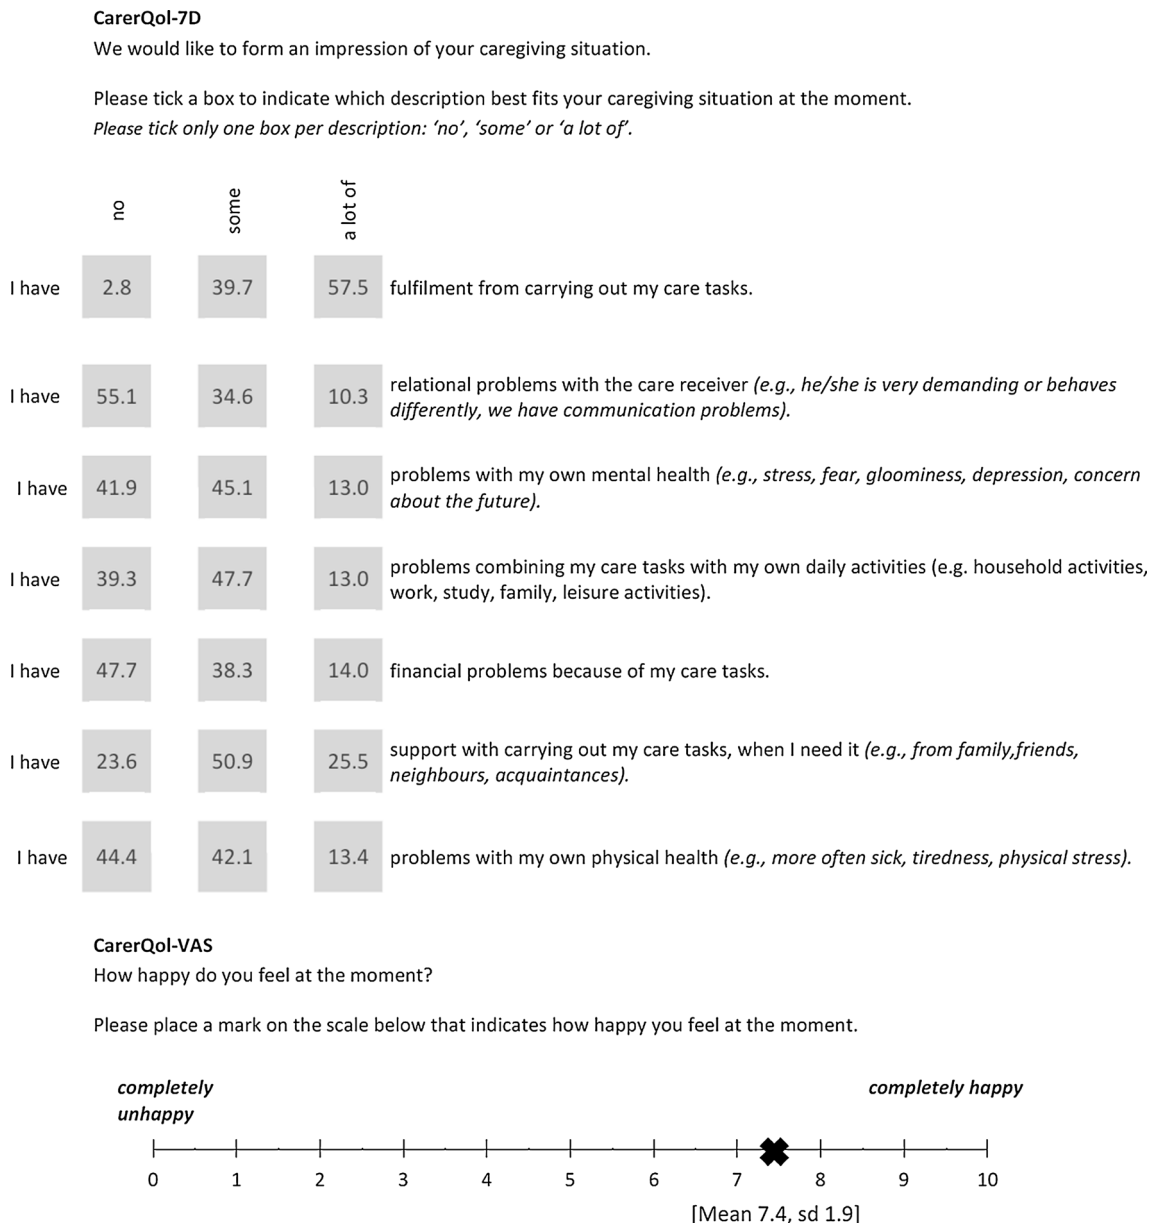 CarerQol-7D
We would like to form an impression of your caregiving situation.
Please tick a box to indicate which description best fits your caregiving situation at the moment.
Please tick only one box per description: ‘no’, ‘some’ or ‘a lot of’.
no some a lot of
I have 2.8 39.7 57.5 fulfilment from carrying out my care tasks.
I have 55.1 34.6 10.3 relational problems with the care receiver (e.g., he/she is very demanding or behaves
differently, we have communication problems).
I have 41.9 45.1 13.0 problems with my own mental health (e.g., stress, fear, gloominess, depression, concern
about the future).
I have 39.3 47.7 13.0 problems combining my care tasks with my own daily activities (e.g. household activities,
work, study, family, leisure activities).
I have 47.7 38.3 14.0 financial problems because of my care tasks.
I have 23.6 50.9 25.5 support with carrying out my care tasks, when I need it (e.g., from family,friends,
neighbours, acquaintances).
I have 44.4 42.1 13.4 problems with my own physical health (e.g., more often sick, tiredness, physical stress).
CarerQol-VAS
How happy do you feel at the moment?
Please place a mark on the scale below that indicates how happy you feel at the moment.
completely completely happy
unhappy
0 1 2 3 4 5 6 7 8 9 10
[Mean 7.4, sd 1.9]